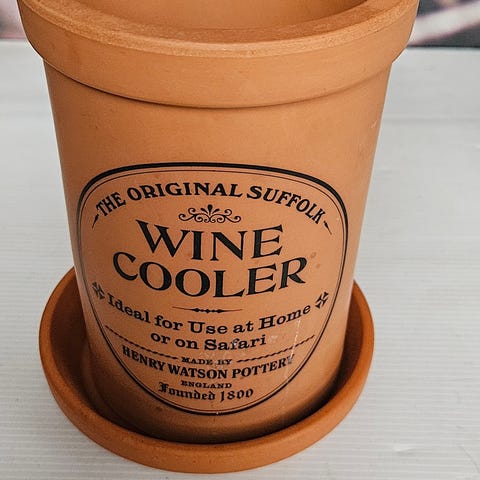 THE ORIGINAL SUFFOLK
WINE
COOLER
Ideal for Use at Home
or on Safari
MADE BY
HENRY WATSON POTTERY
ENGLAND
Founded 1800